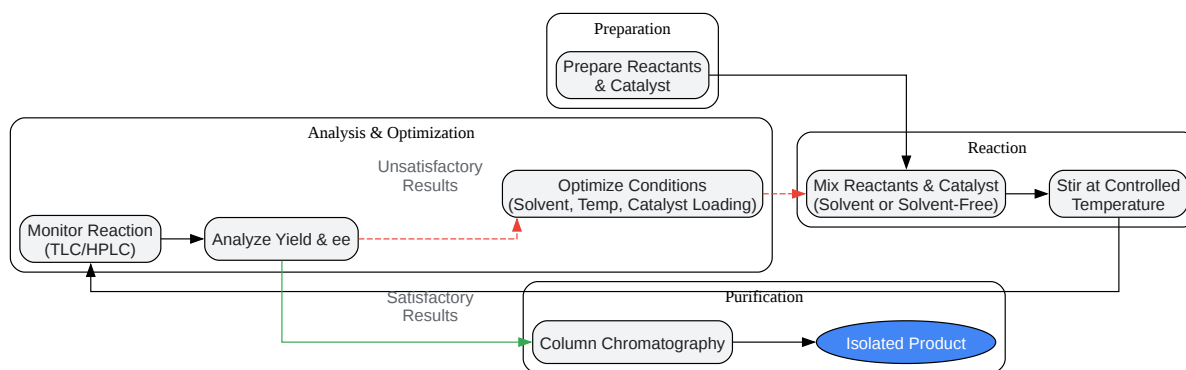 Preparation
Prepare Reactants
& Catalyst
Analysis & Optimization
Unsatisfactory
Results
Optimize Conditions
(Solvent, Temp, Catalyst Loading)
Monitor Reaction
(TLC/HPLC)
Analyze Yield & ee
Reaction
Mix Reactants & Catalyst
(Solvent or Solvent-Free)
Stir at Controlled
Temperature
Satisfactory
Results
Purification
Column Chromatography
Isolated Product